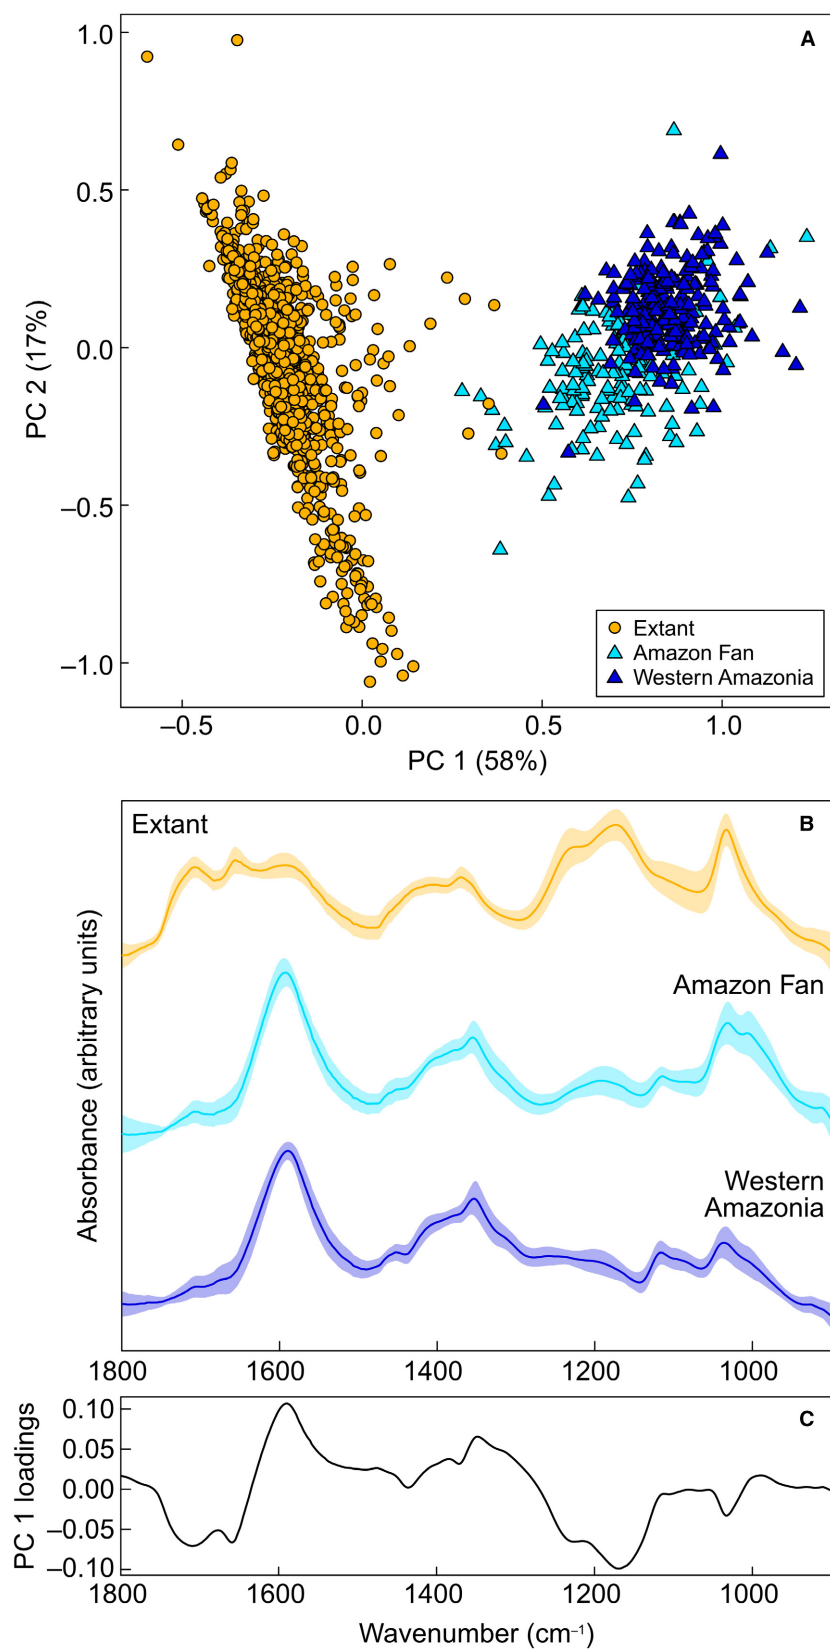 A
1.0
0.5
0.0
–0.5
–1.0
PC 2 (17%)
Extant
Amazon Fan
Western Amazonia
–0.5
0.0
0.5
1.0
PC 1 (58%)
Extant
B
Amazon Fan
Western
Amazonia
Absorbance (arbitrary units)
1800
1600
1400
1200
1000
C
0.10
0.05
0.00
–0.05
–0.10
PC 1 loadings
1800
1600
1400
1200
1000
Wavenumber (cm⁻¹)